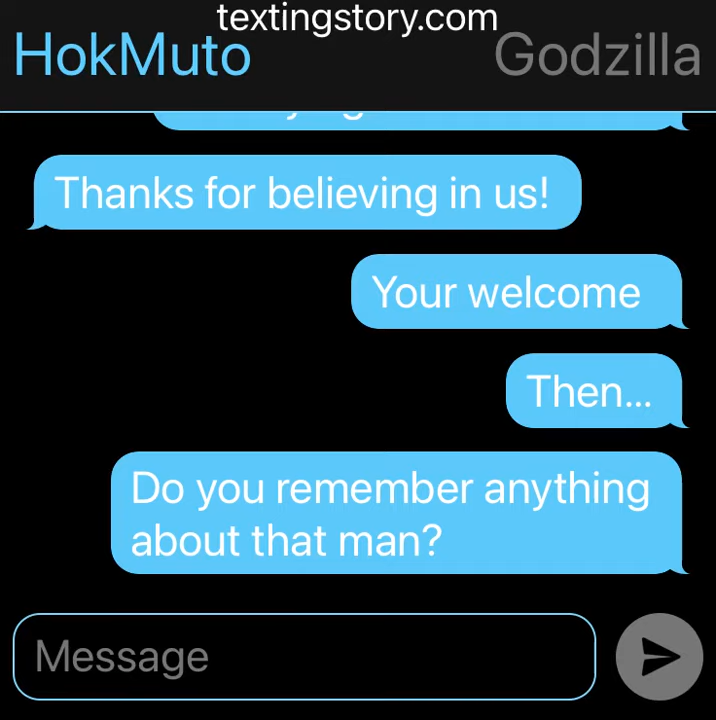 textingstory.com
HokMuto
Godzilla
Thanks for believing in us!
Your welcome
Then...
Do you remember anything
about that man?
Message